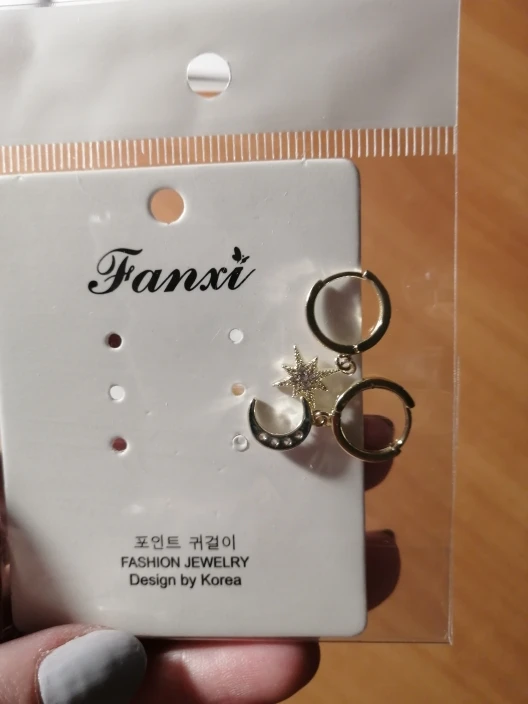 Fanxi
포인트 귀걸이
FASHION JEWELRY
Design by Korea